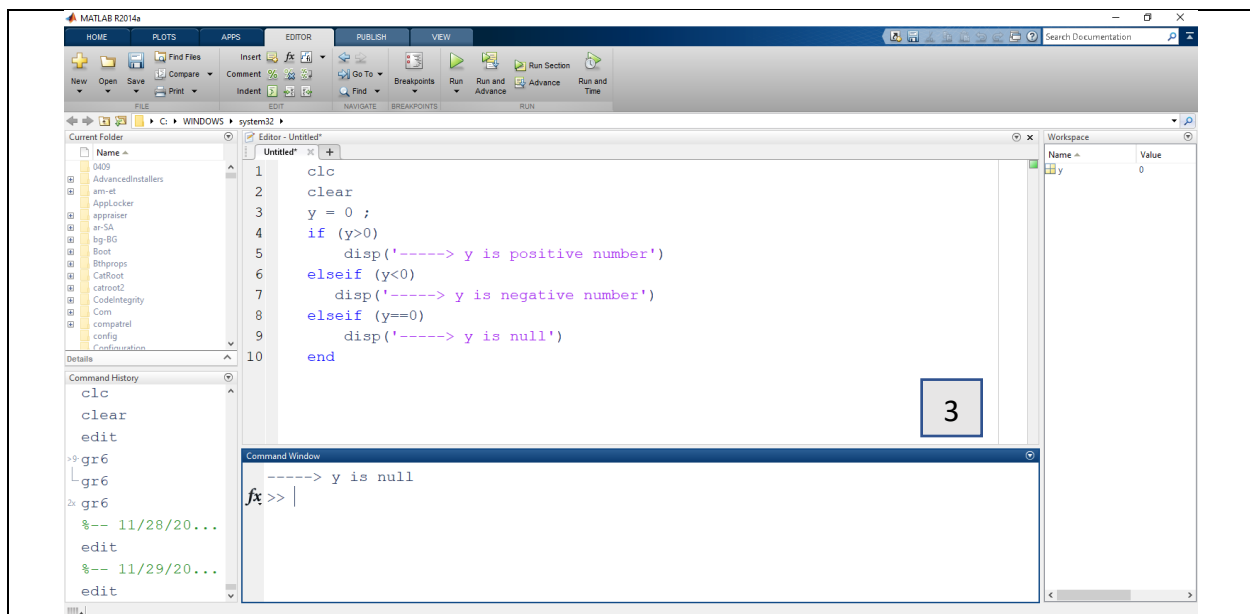 MATLAB R2014a
HOME PLOTS APPS EDITOR PUBLISH VIEW Search Documentation
New Open Save Find Files Compare Print
Insert fx
Comment %
Indent
Go To
Find
Breakpoints Run Run and Advance Run Section Advance Run and Time
FILE EDIT NAVIGATE BREAKPOINTS RUN
C: WINDOWS system32
Current Folder
Name
0409
AdvancedInstallers
am-et
AppLocker
appraiser
ar-SA
bg-BG
Boot
Bthprops
CatRoot
catroot2
CodeIntegrity
Com
compatrel
config
Configuration
Details
Command History
clc
clear
edit
>9- gr6
gr6
2x gr6
%-- 11/28/20...
edit
%-- 11/29/20...
edit
Editor - Untitled*
Untitled* × +
1 clc
2 clear
3 y = 0 ;
4 if (y>0)
5 disp('-----> y is positive number')
6 elseif (y<0)
7 disp('-----> y is negative number')
8 elseif (y==0)
9 disp('-----> y is null')
10 end
3
Command Window
-----> y is null
fx >>
Workspace
Name Value
y 0